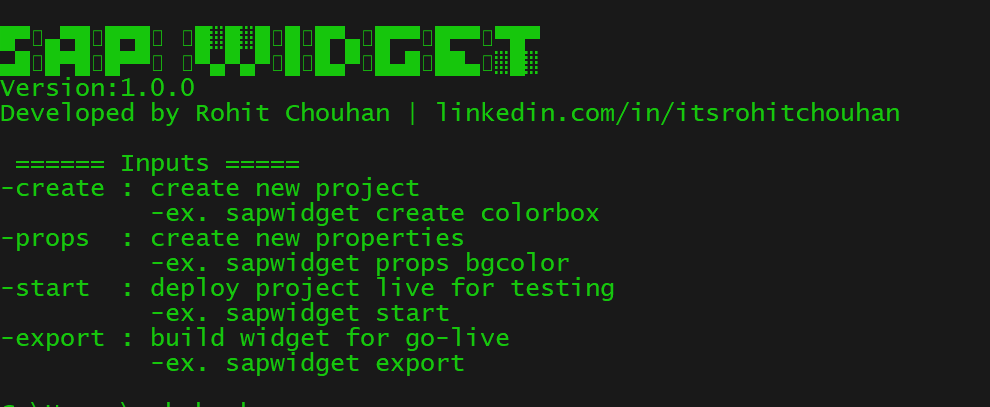 SAP WIDGET
Version:1.0.0
Developed by Rohit Chouhan | linkedin.com/in/itsrohitchouhan
====== Inputs =====
-create : create new project
-ex. sapwidget create colorbox
-props  : create new properties
-ex. sapwidget props bgcolor
-start  : deploy project live for testing
-ex. sapwidget start
-export : build widget for go-live
-ex. sapwidget export